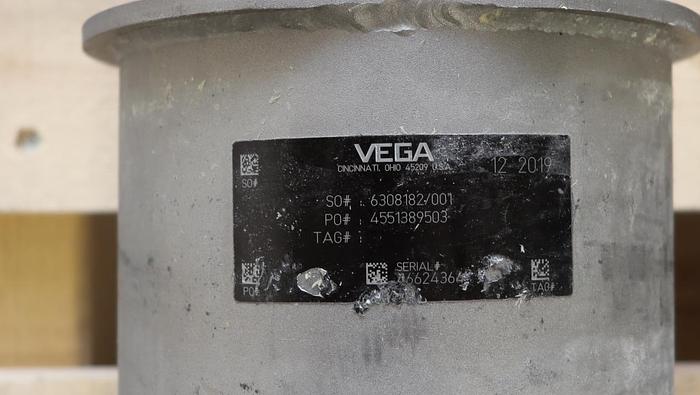 VEGA
CINCINNATI, OHIO 45209 U.S.A.
12 2019
SO#
SO# : 6308182/001
PO# : 4551389503
TAG# :
SERIAL#
PO#
TAG#